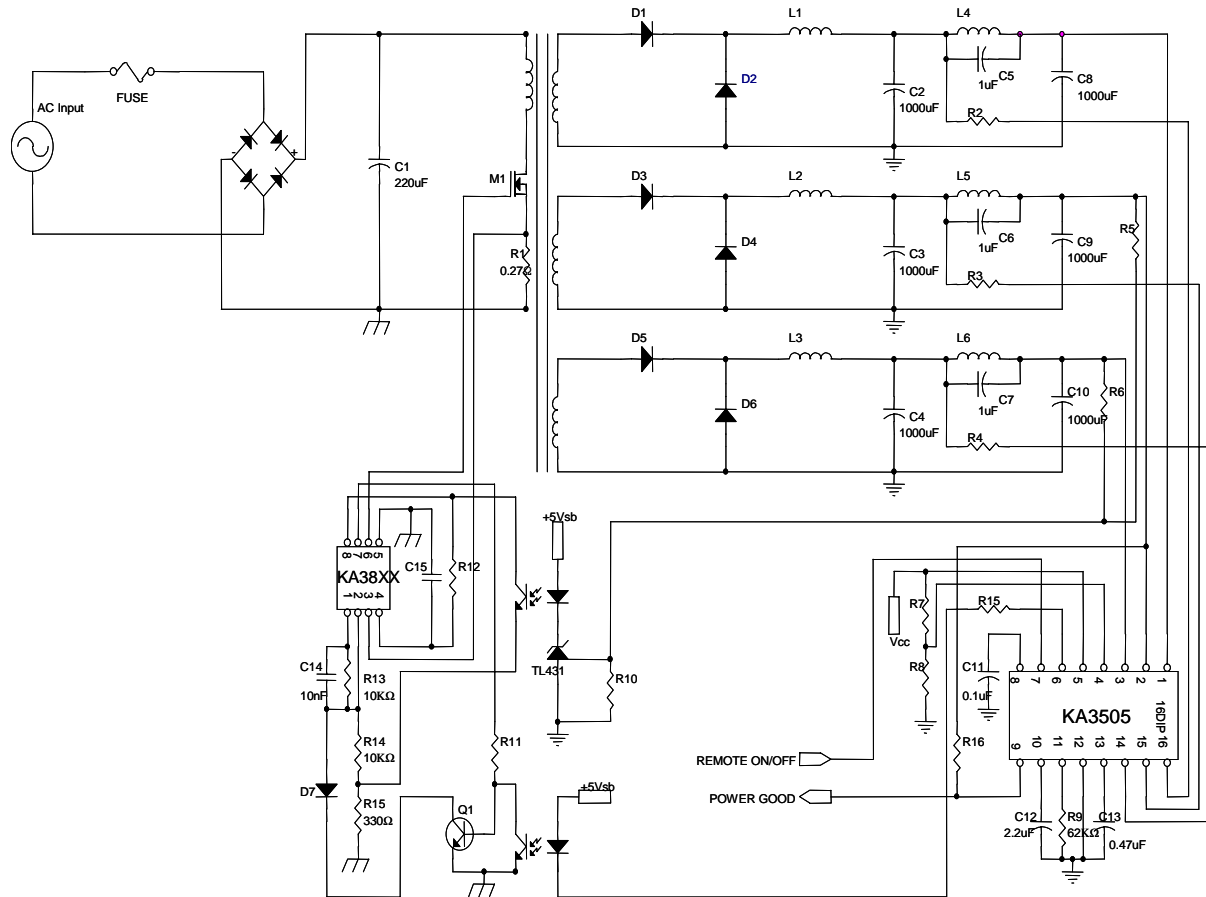 D1
L1
L4
AC Input
FUSE
-
+
C1
220uF
M1
R1
0.27Ω
D2
C2
1000uF
C5
1uF
R2
C8
1000uF
D3
L2
L5
D4
C3
1000uF
C6
1uF
R3
C9
1000uF
R5
D5
L3
L6
D6
C4
1000uF
C7
1uF
R4
C10
1000uF
R6
8 7 6 5
KA38XX
1 2 3 4
C15
R12
+5Vsb
TL431
R10
C14
10nF
R13
10KΩ
R14
10KΩ
R15
330Ω
D7
R11
Q1
+5Vsb
R7
Vcc
R8
R15
C11
0.1uF
8 7 6 5 4 3 2 1
KA3505
16DIP
9 10 11 12 13 14 15 16
R16
REMOTE ON/OFF
POWER GOOD
C12
2.2uF
R9
62KΩ
C13
0.47uF